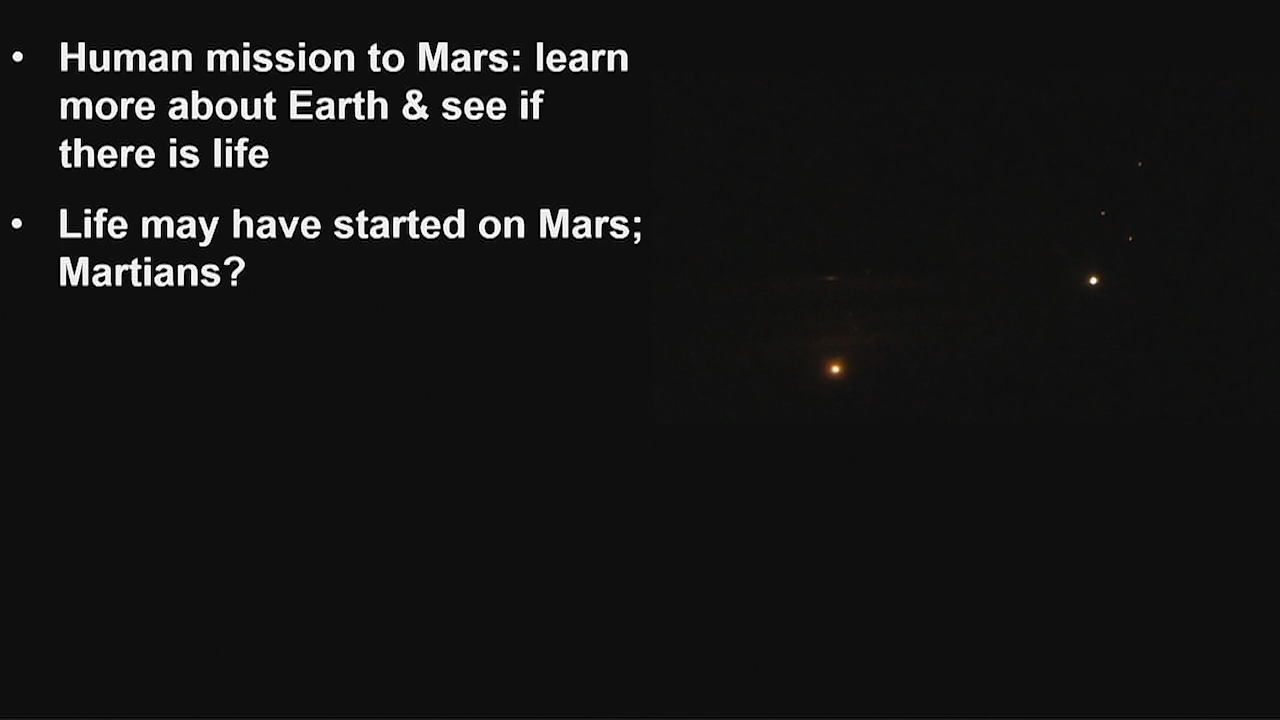 • Human mission to Mars: learn
more about Earth & see if
there is life
• Life may have started on Mars;
Martians?